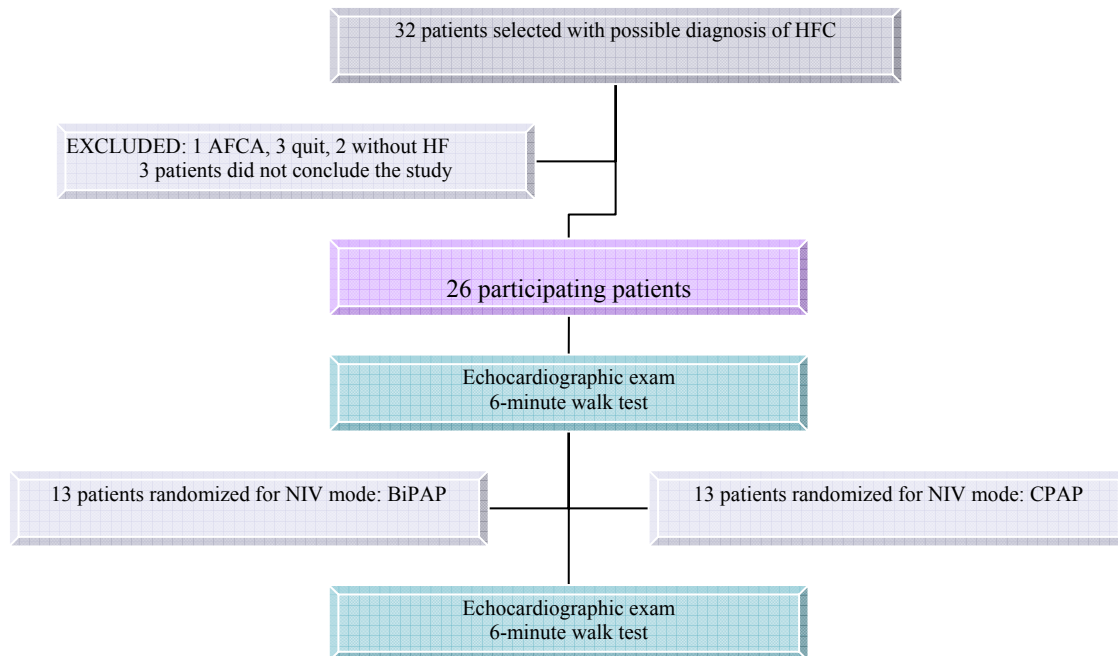 32 patients selected with possible diagnosis of HFC
EXCLUDED: 1 AFCA, 3 quit, 2 without HF
3 patients did not conclude the study
26 participating patients
Echocardiographic exam
6-minute walk test
13 patients randomized for NIV mode: BiPAP
13 patients randomized for NIV mode: CPAP
Echocardiographic exam
6-minute walk test